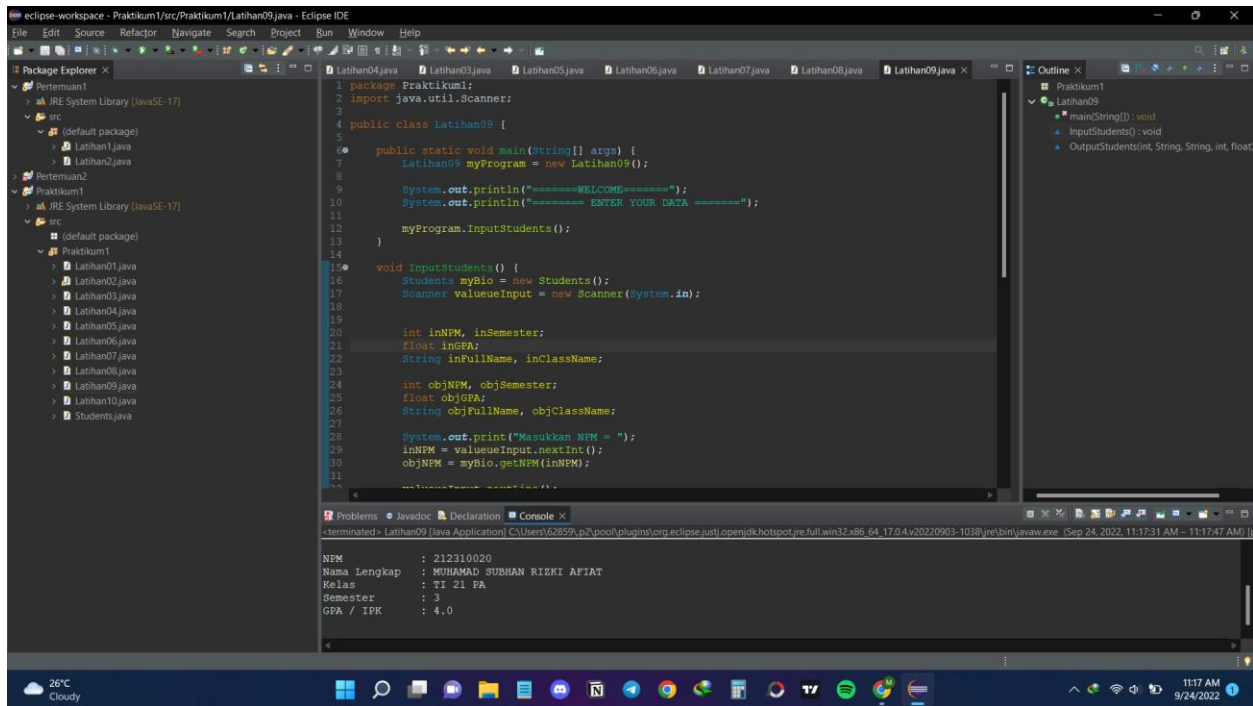 eclipse-workspace - Praktikum1/src/Praktikum1/Latihan09.java - Eclipse IDE
File Edit Source Refactor Navigate Search Project Run Window Help
Package Explorer
Pertemuan1
JRE System Library [JavaSE-17]
src
(default package)
Latihan1.java
Latihan2.java
Pertemuan2
Praktikum1
JRE System Library [JavaSE-17]
src
(default package)
Praktikum1
Latihan01.java
Latihan02.java
Latihan03.java
Latihan04.java
Latihan05.java
Latihan06.java
Latihan07.java
Latihan08.java
Latihan09.java
Latihan10.java
Students.java
Latihan04.java Latihan03.java Latihan05.java Latihan06.java Latihan07.java Latihan08.java Latihan09.java
1 package Praktikum1;
2 import java.util.Scanner;
3
4 public class Latihan09 {
5
6 public static void main(String[] args) {
7 Latihan09 myProgram = new Latihan09();
8
9 System.out.println("=======WELCOME=======");
10 System.out.println("======== ENTER YOUR DATA =======");
11
12 myProgram.InputStudents();
13 }
14
15 void InputStudents() {
16 Students myBio = new Students();
17 Scanner valueueInput = new Scanner(System.in);
18
19
20 int inNPM, inSemester;
21 float inGPA;
22 String inFullName, inClassName;
23
24 int objNPM, objSemester;
25 float objGPA;
26 String objFullName, objClassName;
27
28 System.out.print("Masukkan NPM = ");
29 inNPM = valueueInput.nextInt();
30 objNPM = myBio.getNPM(inNPM);
31
Outline
Praktikum1
Latihan09
main(String[]) : void
InputStudents() : void
OutputStudents(int, String, String, int, float
Problems Javadoc Declaration Console
<terminated> Latihan09 [Java Application] C:\Users\62859\.p2\pool\plugins\org.eclipse.justj.openjdk.hotspot.jre.full.win32.x86_64_17.0.4.v20220903-1038\jre\bin\javaw.exe (Sep 24, 2022, 11:17:31 AM – 11:17:47 AM)
NPM : 212310020
Nama Lengkap : MUHAMAD SUBHAN RIZKI AFIAT
Kelas : TI 21 PA
Semester : 3
GPA / IPK : 4.0
26°C
Cloudy
11:17 AM
9/24/2022